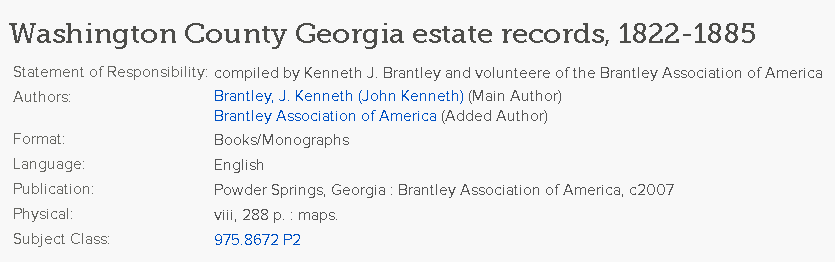 Washington County Georgia estate records, 1822-1885
Statement of Responsibility: compiled by Kenneth J. Brantley and volunteere of the Brantley Association of America
Authors: Brantley, J. Kenneth (John Kenneth) (Main Author)
Brantley Association of America (Added Author)
Format: Books/Monographs
Language: English
Publication: Powder Springs, Georgia : Brantley Association of America, c2007
Physical: viii, 288 p. : maps.
Subject Class: 975.8672 P2